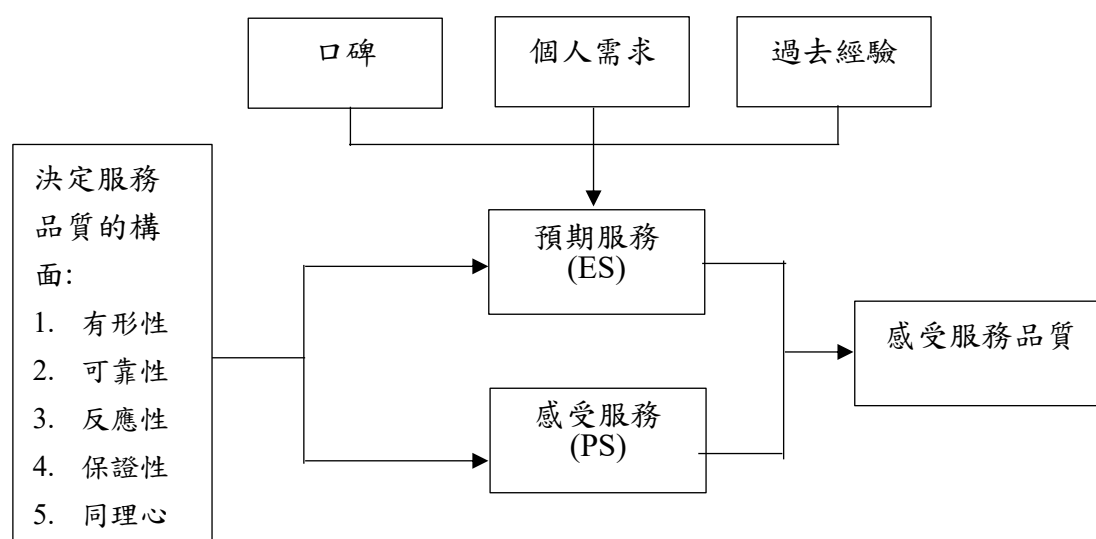 口碑
個人需求
過去經驗
決定服務
品質的構
面:
1. 有形性
2. 可靠性
3. 反應性
4. 保證性
5. 同理心
預期服務
(ES)
感受服務
(PS)
感受服務品質